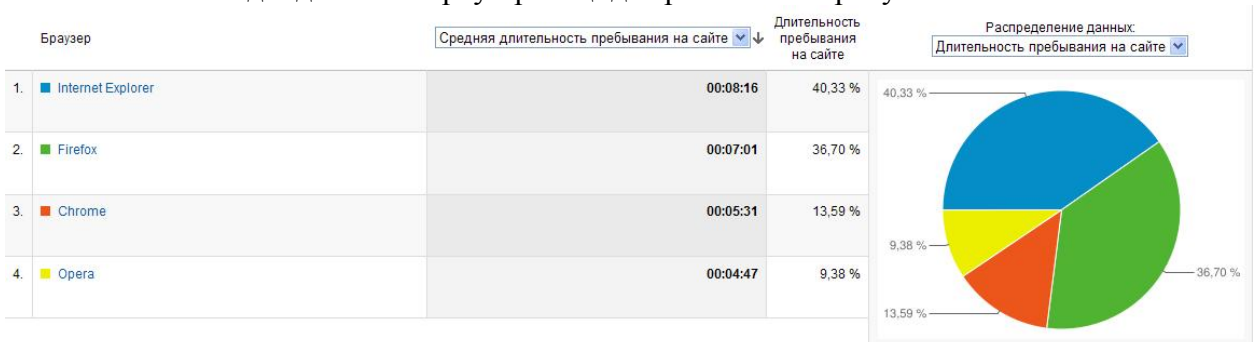 Браузер
Средняя длительность пребывания на сайте
Длительность
пребывания
на сайте
Распределение данных:
Длительность пребывания на сайте
1. Internet Explorer 00:08:16 40,33 %
2. Firefox 00:07:01 36,70 %
3. Chrome 00:05:31 13,59 %
4. Opera 00:04:47 9,38 %
40,33 %
9,38 %
36,70 %
13,59 %